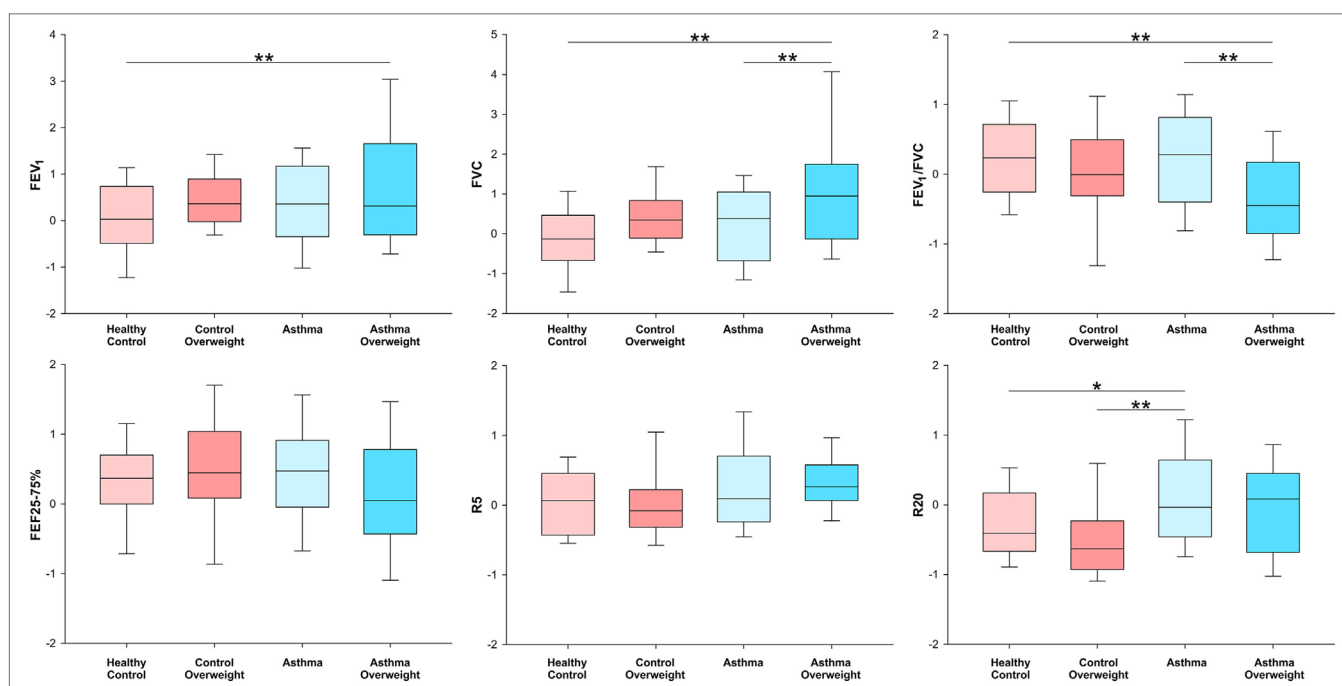 FEV1
4
3
2
1
0
-1
-2
**
Healthy Control
Control Overweight
Asthma
Asthma Overweight
FVC
5
4
3
2
1
0
-1
-2
**
**
Healthy Control
Control Overweight
Asthma
Asthma Overweight
FEV1/FVC
2
1
0
-1
-2
**
**
Healthy Control
Control Overweight
Asthma
Asthma Overweight
FEF25-75%
2
1
0
-1
-2
Healthy Control
Control Overweight
Asthma
Asthma Overweight
R5
2
1
0
-1
-2
Healthy Control
Control Overweight
Asthma
Asthma Overweight
R20
2
1
0
-1
-2
*
**
Healthy Control
Control Overweight
Asthma
Asthma Overweight